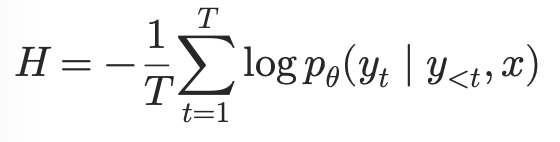 H = -\frac{1}{T} \sum_{t=1}^{T} \log p_\theta(y_t \mid y_{<t}, x)